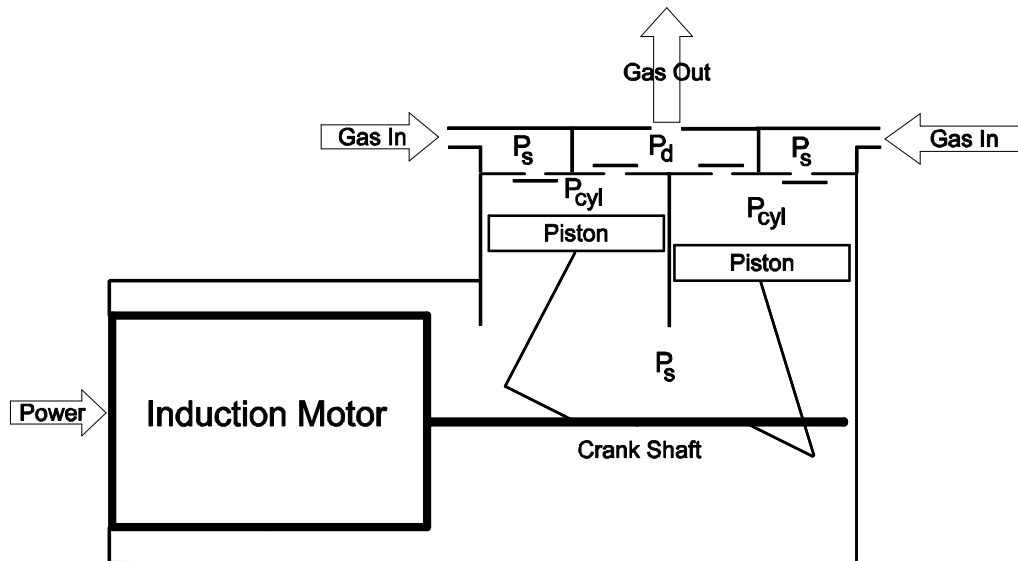 Gas Out
Gas In
Gas In
Ps
Pd
Ps
Pcyl
Pcyl
Piston
Piston
Ps
Power
Induction Motor
Crank Shaft